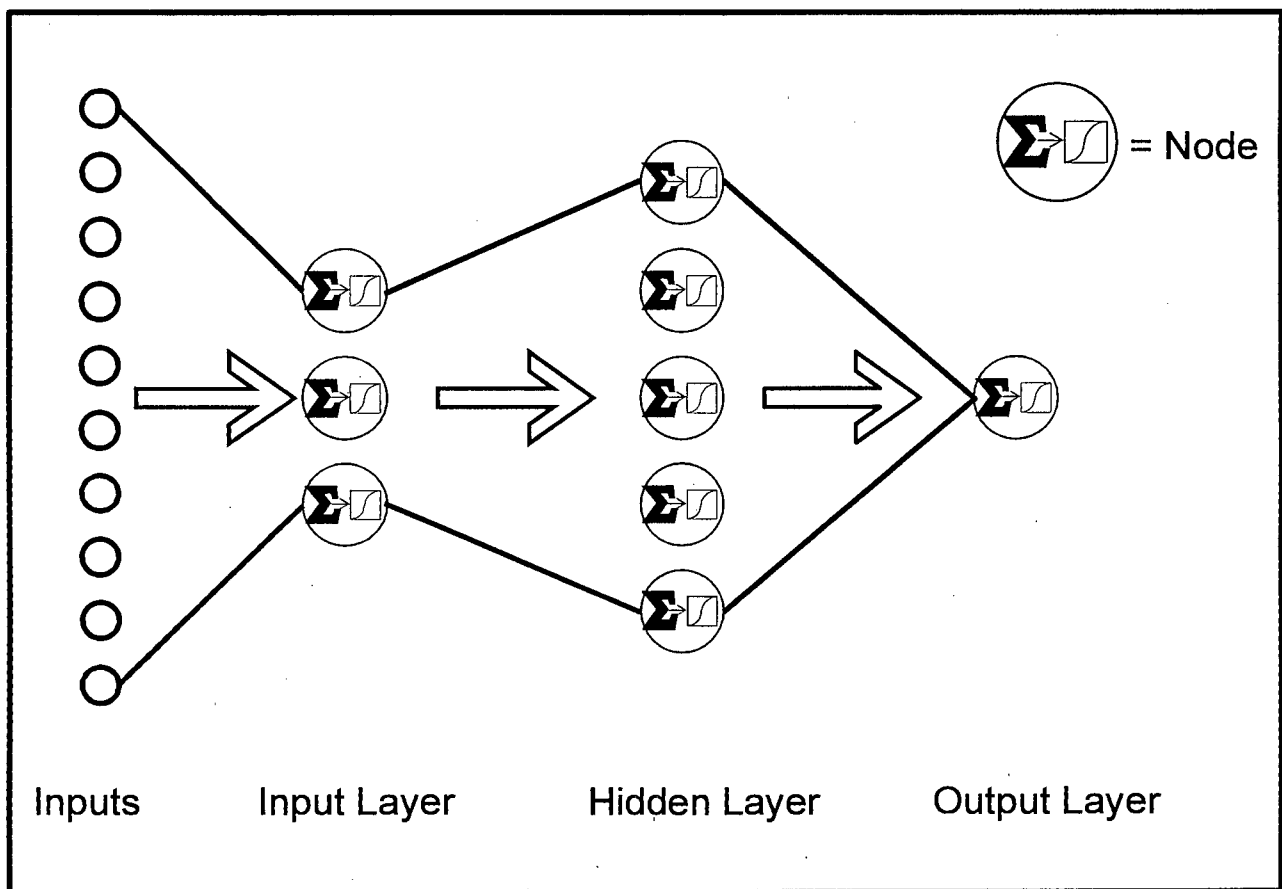 Σ = Node
Σ
Σ
Σ
Σ
Σ
Σ
Σ
Σ
Σ
Inputs Input Layer Hidden Layer Output Layer